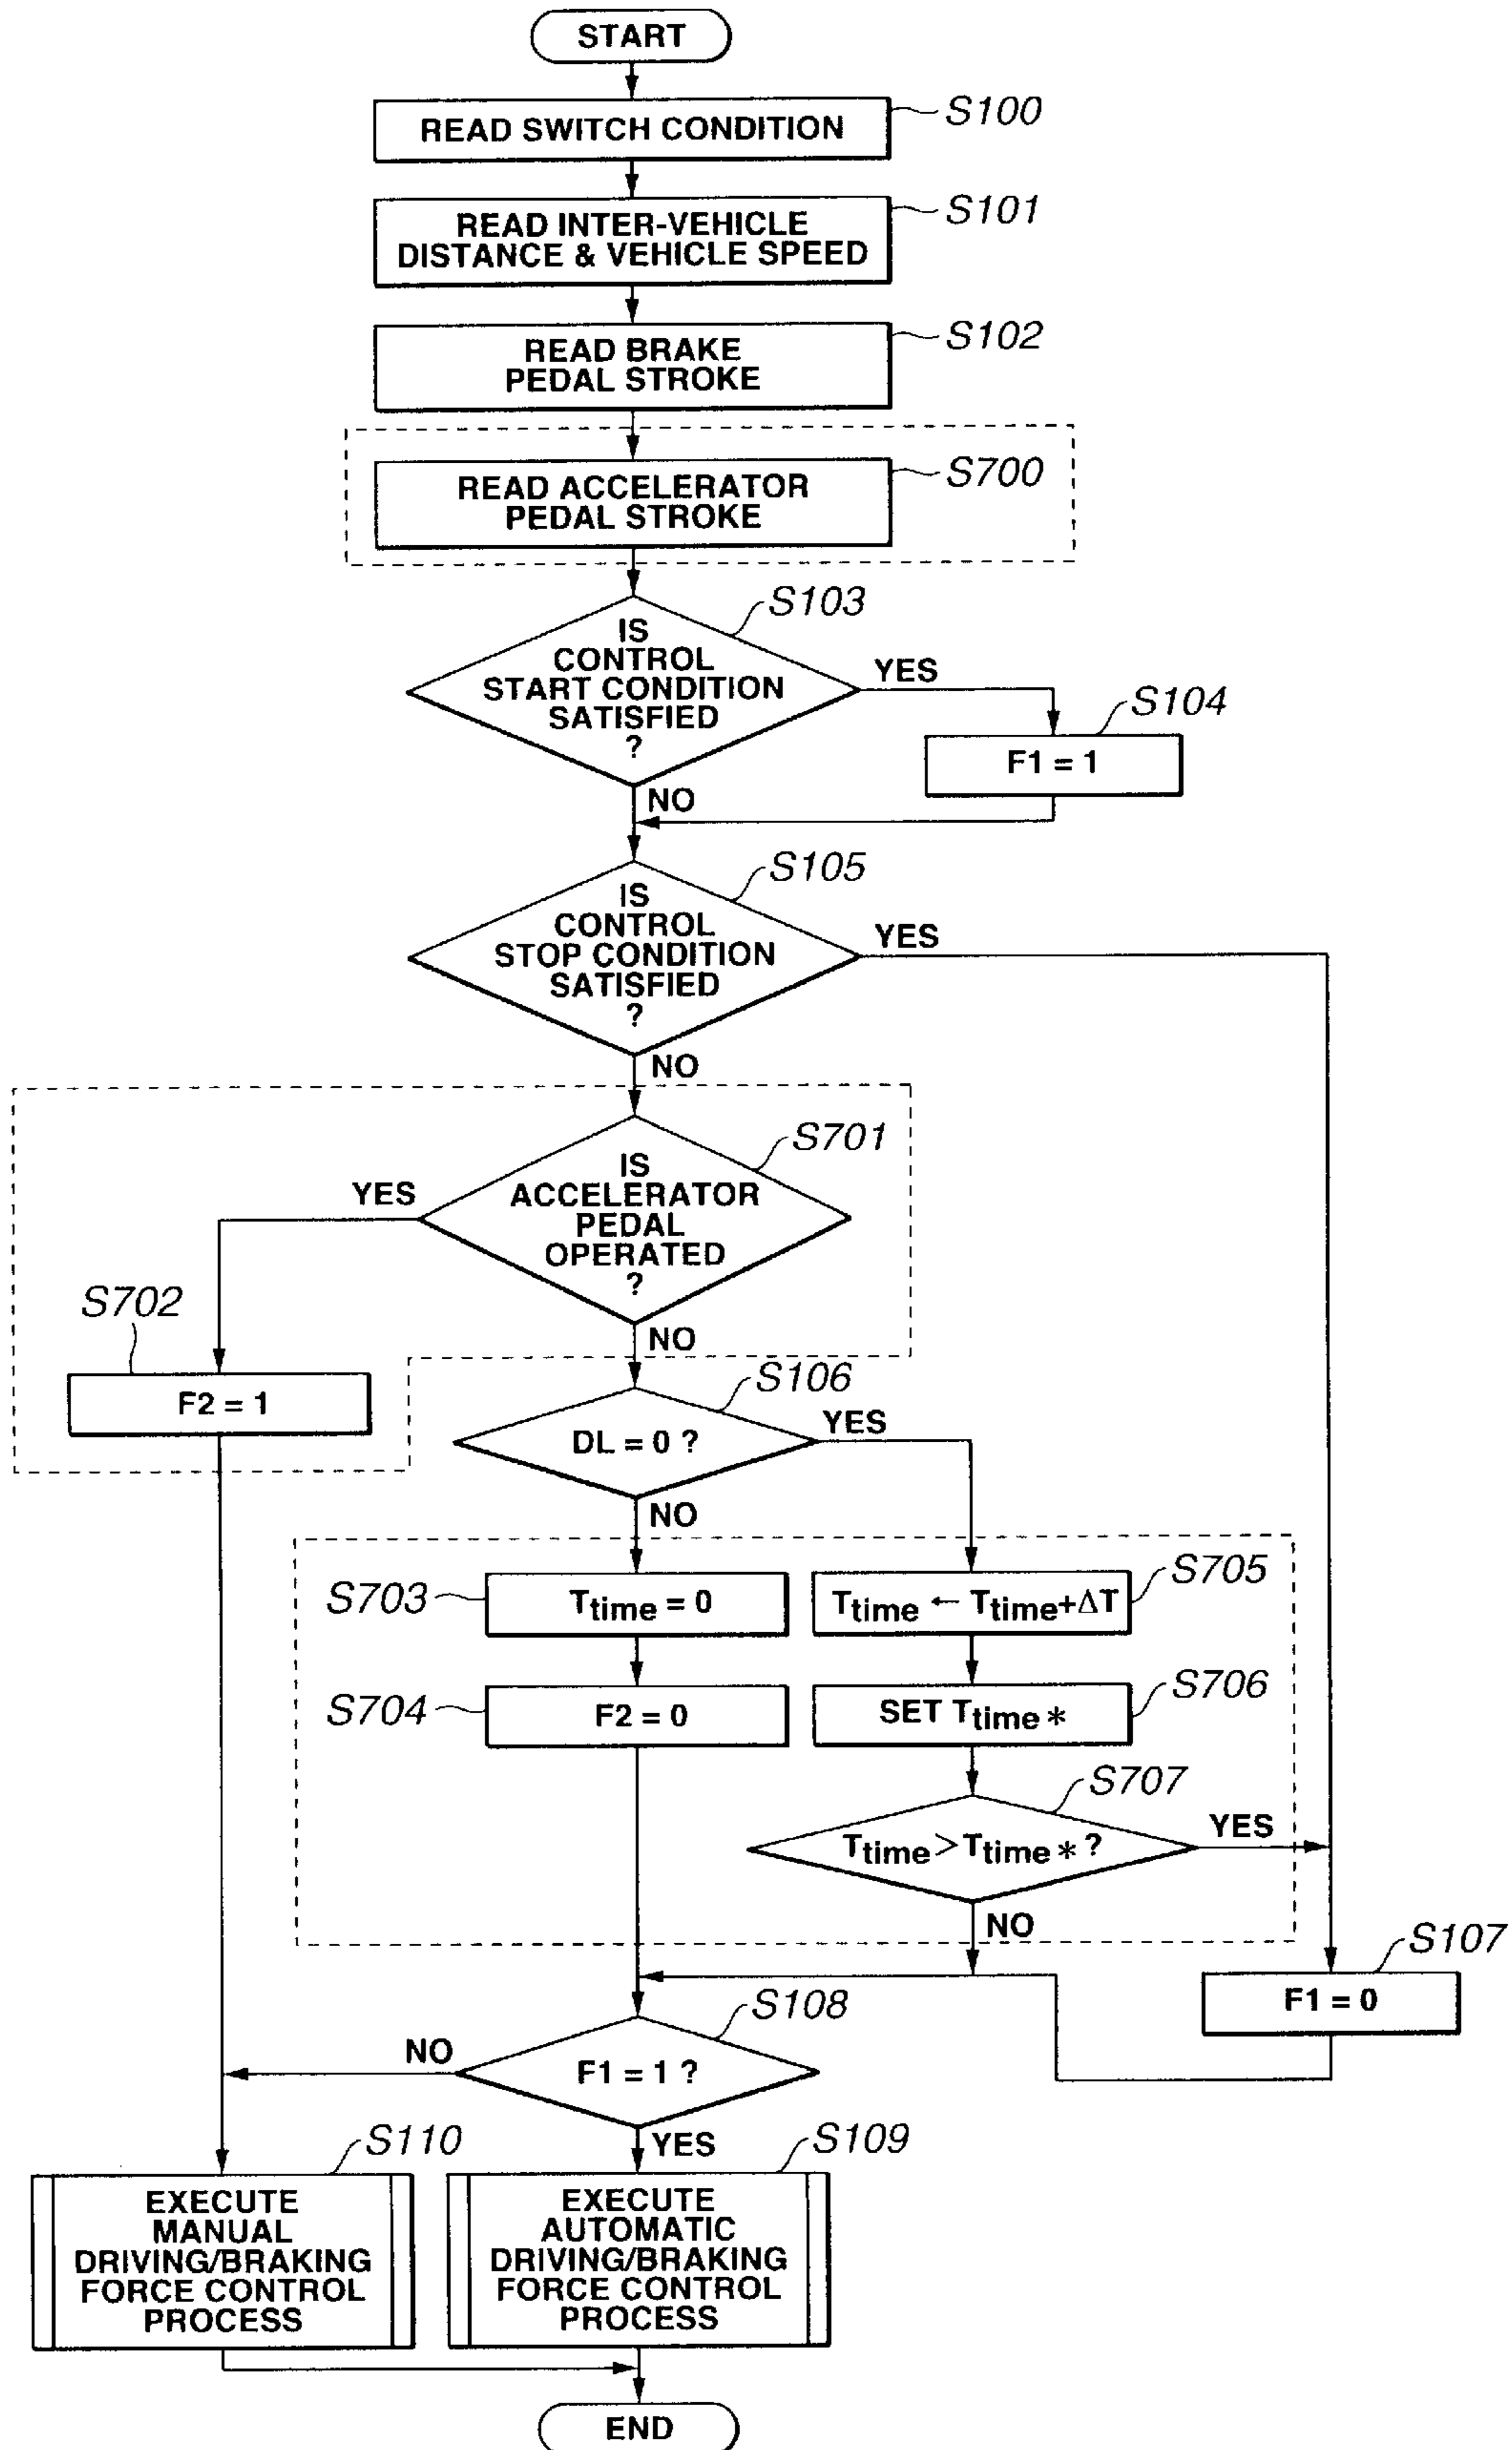 START
READ SWITCH CONDITION
S100
READ INTER-VEHICLE
DISTANCE & VEHICLE SPEED
S101
READ BRAKE
PEDAL STROKE
S102
READ ACCELERATOR
PEDAL STROKE
S700
S103
IS
CONTROL
START CONDITION
SATISFIED
?
YES
S104
F1 = 1
NO
S105
IS
CONTROL
STOP CONDITION
SATISFIED
?
YES
NO
S701
IS
ACCELERATOR
PEDAL
OPERATED
?
YES
S702
F2 = 1
NO
S106
DL = 0 ?
YES
NO
S703
Ttime = 0
S705
Ttime ← Ttime+ΔT
S704
F2 = 0
S706
SET Ttime*
S707
Ttime>Ttime* ?
YES
NO
S107
F1 = 0
S108
F1 = 1 ?
NO
YES
S110
EXECUTE
MANUAL
DRIVING/BRAKING
FORCE CONTROL
PROCESS
S109
EXECUTE
AUTOMATIC
DRIVING/BRAKING
FORCE CONTROL
PROCESS
END